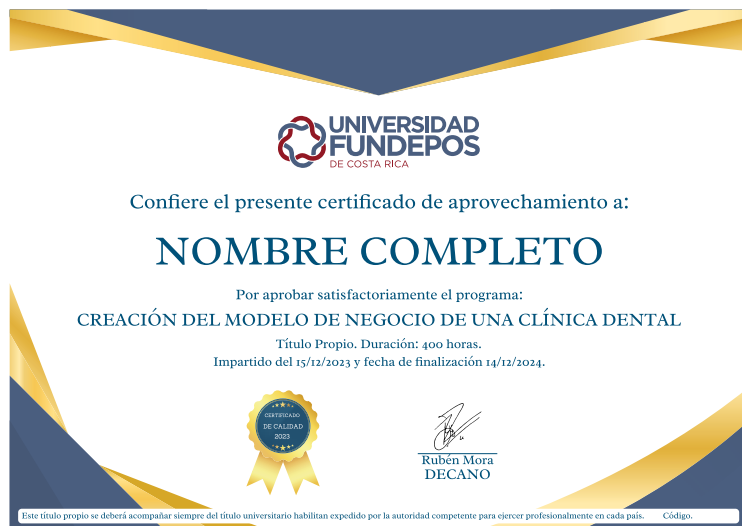 UNIVERSIDAD
FUNDEPOS
DE COSTA RICA
Confiere el presente certificado de aprovechamiento a:
NOMBRE COMPLETO
Por aprobar satisfactoriamente el programa:
CREACIÓN DEL MODELO DE NEGOCIO DE UNA CLÍNICA DENTAL
Título Propio. Duración: 400 horas.
Impartido del 15/12/2023 y fecha de finalización 14/12/2024.
CERTIFICADO
DE CALIDAD
2023
Rubén Mora
DECANO
Este título propio se deberá acompañar siempre del título universitario habilitan expedido por la autoridad competente para ejercer profesionalmente en cada país. Código.